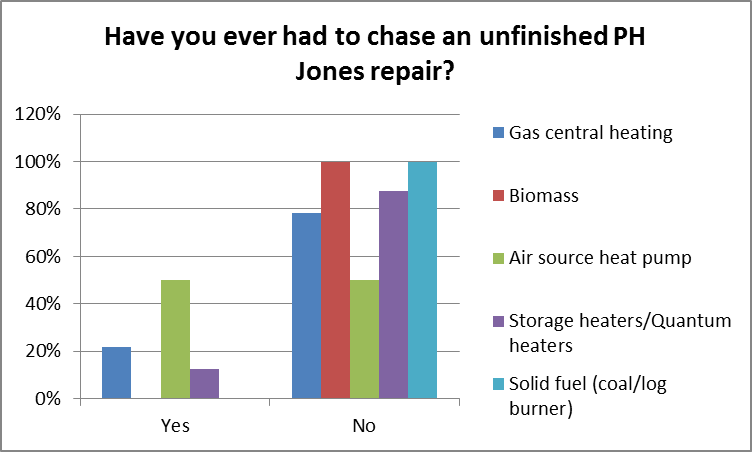 Have you ever had to chase an unfinished PH
Jones repair?
120%
100%
80%
60%
40%
20%
0%
Yes
No
Gas central heating
Biomass
Air source heat pump
Storage heaters/Quantum
heaters
Solid fuel (coal/log
burner)